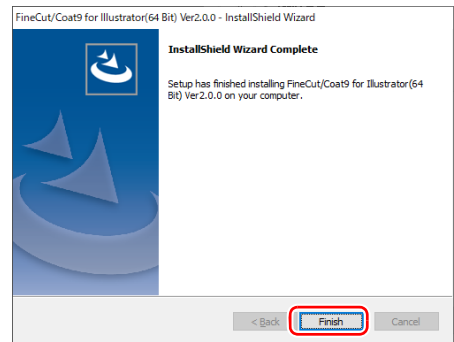 FineCut/Coat9 for Illustrator(64 Bit) Ver2.0.0 - InstallShield Wizard
InstallShield Wizard Complete
Setup has finished installing FineCut/Coat9 for Illustrator(64
Bit) Ver2.0.0 on your computer.
< Back Finish Cancel